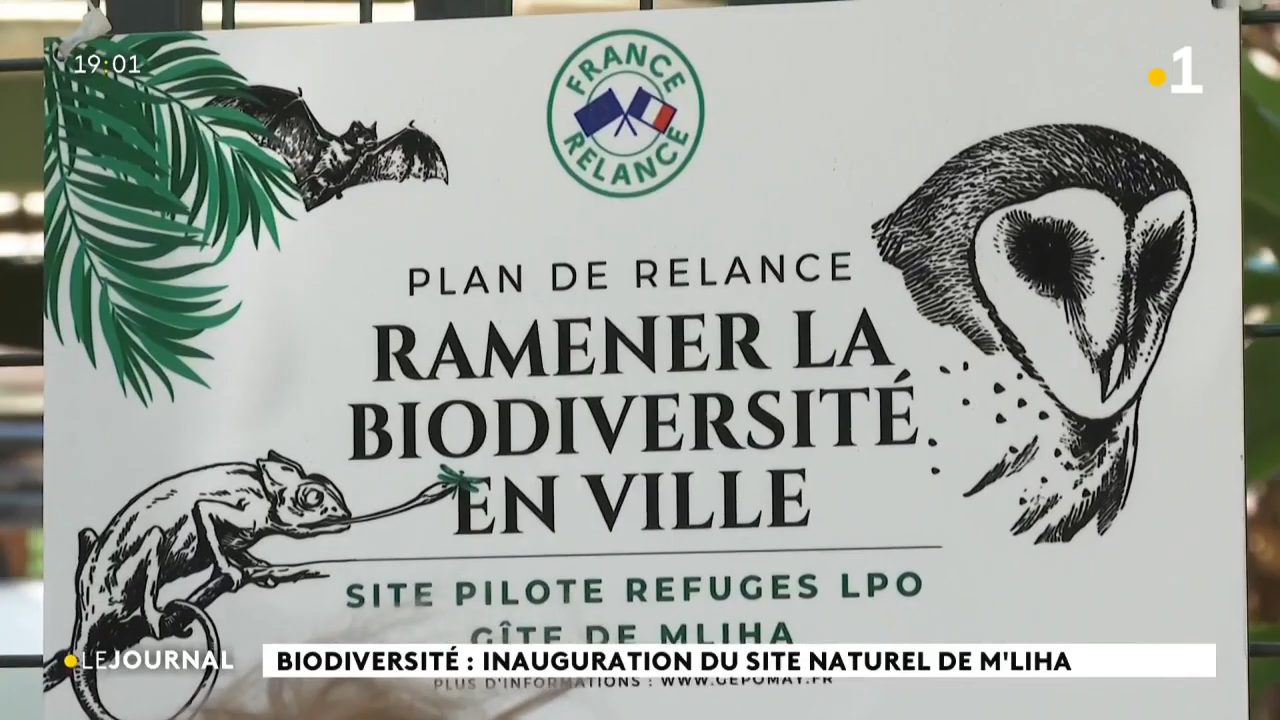 19:01
1
FRANCE
RELANCE
PLAN DE RELANCE
RAMENER LA
BIODIVERSITÉ
EN VILLE
SITE PILOTE REFUGES LPO
GÎTE DE MLIHA
LEJOURNAL
BIODIVERSITÉ : INAUGURATION DU SITE NATUREL DE M'LIHA
PLUS D'INFORMATIONS : WWW.GEPOMAY.FR